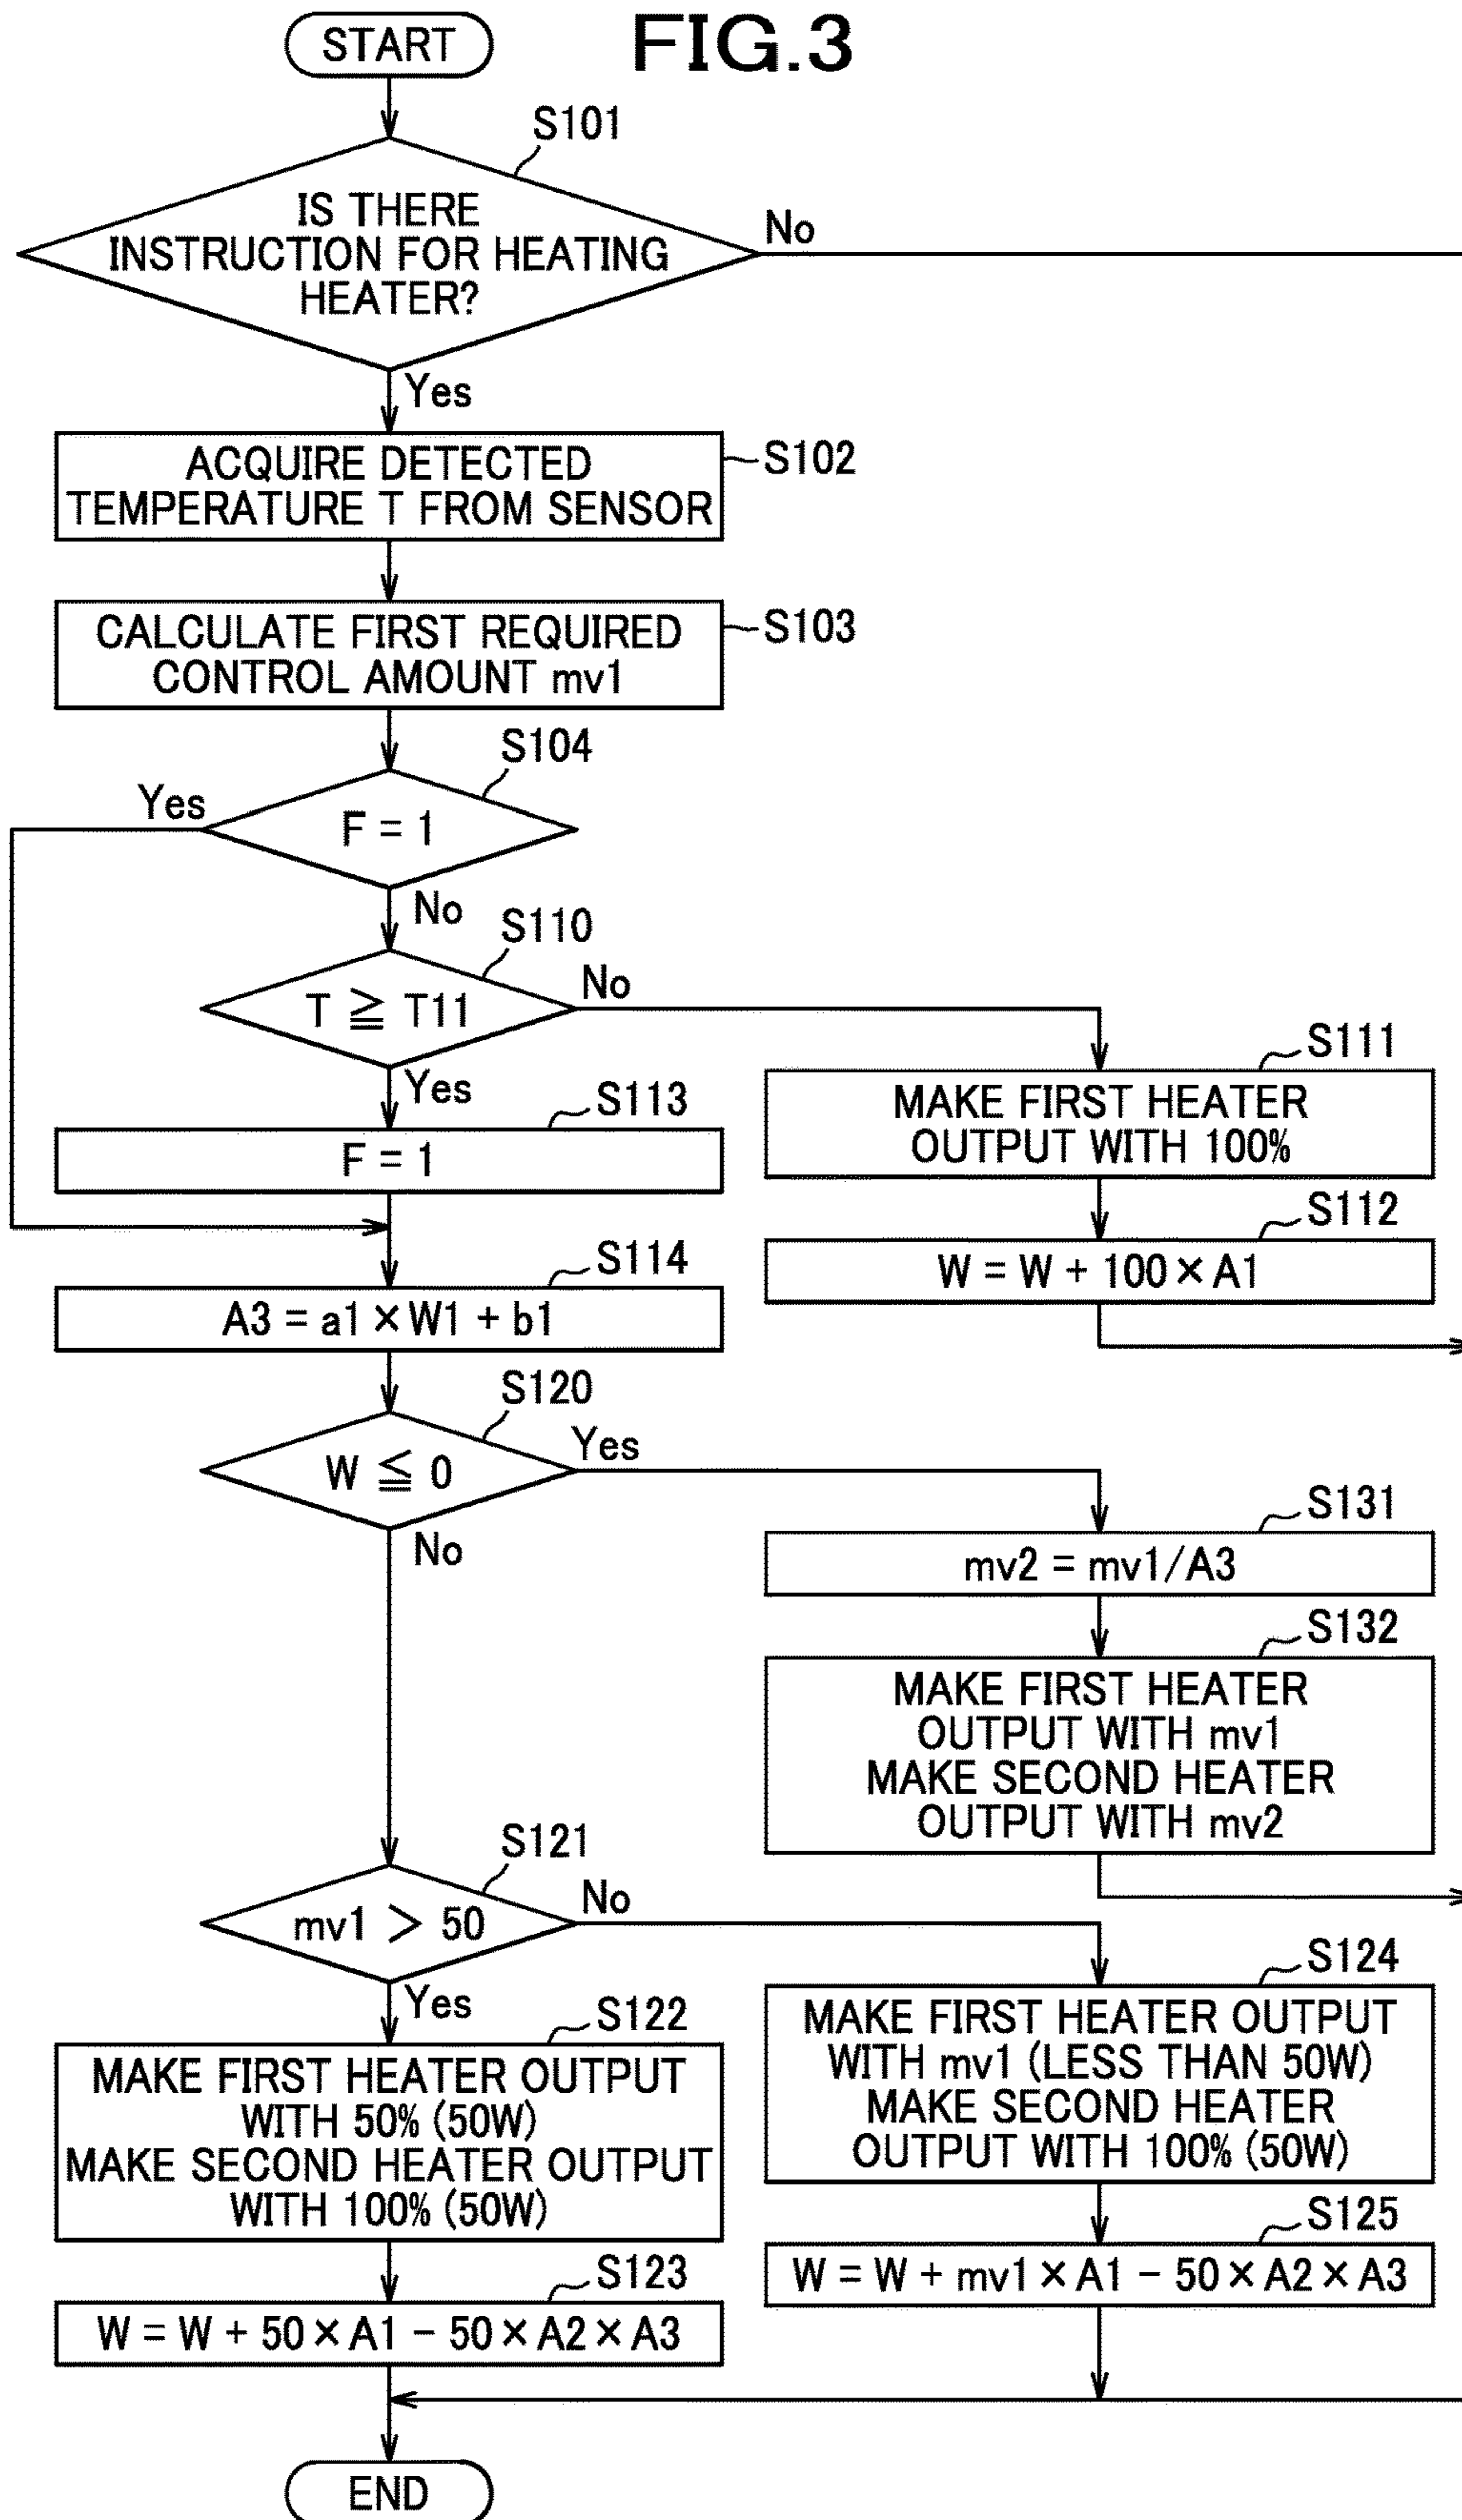 FIG.3
START
S101
IS THERE
INSTRUCTION FOR HEATING
HEATER?
No
Yes
S102
ACQUIRE DETECTED
TEMPERATURE T FROM SENSOR
S103
CALCULATE FIRST REQUIRED
CONTROL AMOUNT mv1
S104
Yes
F = 1
No
S110
T ≧ T11
No
Yes
S111
MAKE FIRST HEATER
OUTPUT WITH 100%
S113
F = 1
S112
W = W + 100 × A1
S114
A3 = a1 × W1 + b1
S120
W ≦ 0
Yes
No
S131
mv2 = mv1/A3
S132
MAKE FIRST HEATER
OUTPUT WITH mv1
MAKE SECOND HEATER
OUTPUT WITH mv2
S121
mv1 > 50
No
Yes
S124
MAKE FIRST HEATER OUTPUT
WITH mv1 (LESS THAN 50W)
MAKE SECOND HEATER
OUTPUT WITH 100% (50W)
S122
MAKE FIRST HEATER OUTPUT
WITH 50% (50W)
MAKE SECOND HEATER OUTPUT
WITH 100% (50W)
S125
W = W + mv1 × A1 − 50 × A2 × A3
S123
W = W + 50 × A1 − 50 × A2 × A3
END